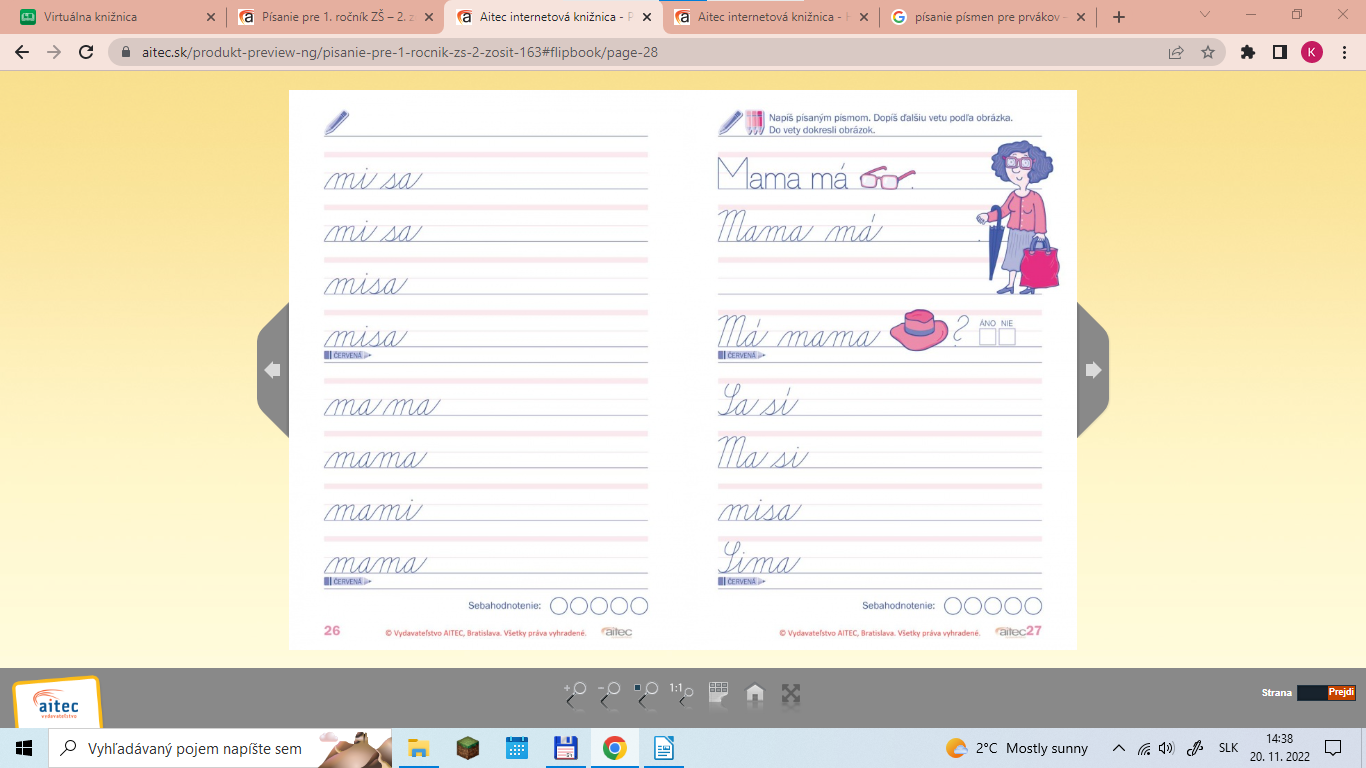 Virtuálna knižnica
Písanie pre 1. ročník ZŠ – 2. z
Aitec internetová knižnica - P
Aitec internetová knižnica - H
písanie písmen pre prvákov -
aitec.sk/produkt-preview-ng/pisanie-pre-1-rocnik-zs-2-zosit-163#flipbook/page-28
K
mi sa
mi sa
misa
misa
ČERVENÁ
ma ma
mama
mami
mama
ČERVENÁ
Sebahodnotenie:
26
© Vydavateľstvo AITEC, Bratislava. Všetky práva vyhradené.
aitec
Napíš písaným písmom. Dopíš ďalšiu vetu podľa obrázka.
Do vety dokresli obrázok.
Mama má .
Mama má .
Má mama ? ÁNO NIE
ČERVENÁ
Sa sí
Ma si
misa
Sima
ČERVENÁ
Sebahodnotenie:
© Vydavateľstvo AITEC, Bratislava. Všetky práva vyhradené.
aitec
27
aitec
vydavateľstvo
1:1
Strana
Prejdi
Vyhľadávaný pojem napíšte sem
2°C Mostly sunny
SLK
14:38
20. 11. 2022